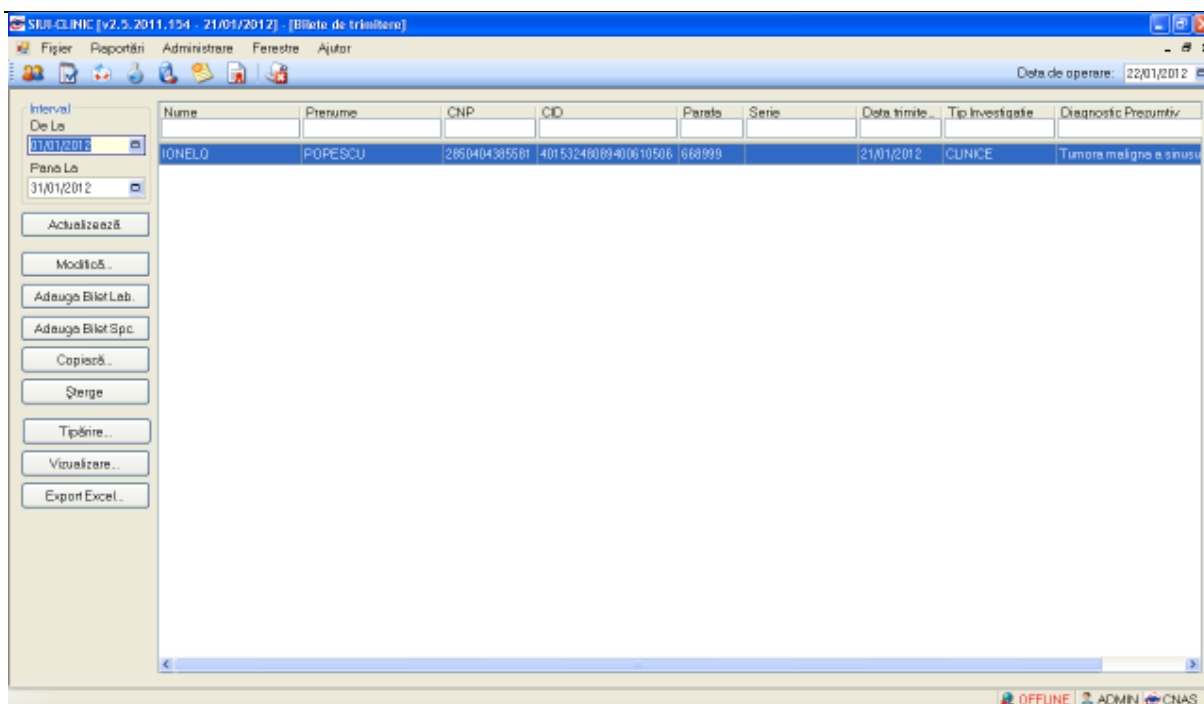 SIUI-CLINIC [v2.5.2011.154 - 21/01/2012] - [Bilete de trimitere]
Fişier Raportări Administrare Ferestre Ajutor
Data de operare: 22/01/2012
Interval
De La
01/01/2012
Pana La
31/01/2012
Actualizează
Modifică...
Adauga Bilet Lab.
Adauga Bilet Spc.
Copiază...
Şterge
Tipărire...
Vizualizare...
Export Excel...
Nume Prenume CNP CID Parafa Serie Data trimite... Tip Investigatie Diagnostic Prezumtiv
IONELO POPESCU 2850404385581 40153248089400610506 668999 21/01/2012 CLINICE Tumora maligna a sinusu
OFFLINE ADMIN CNAS